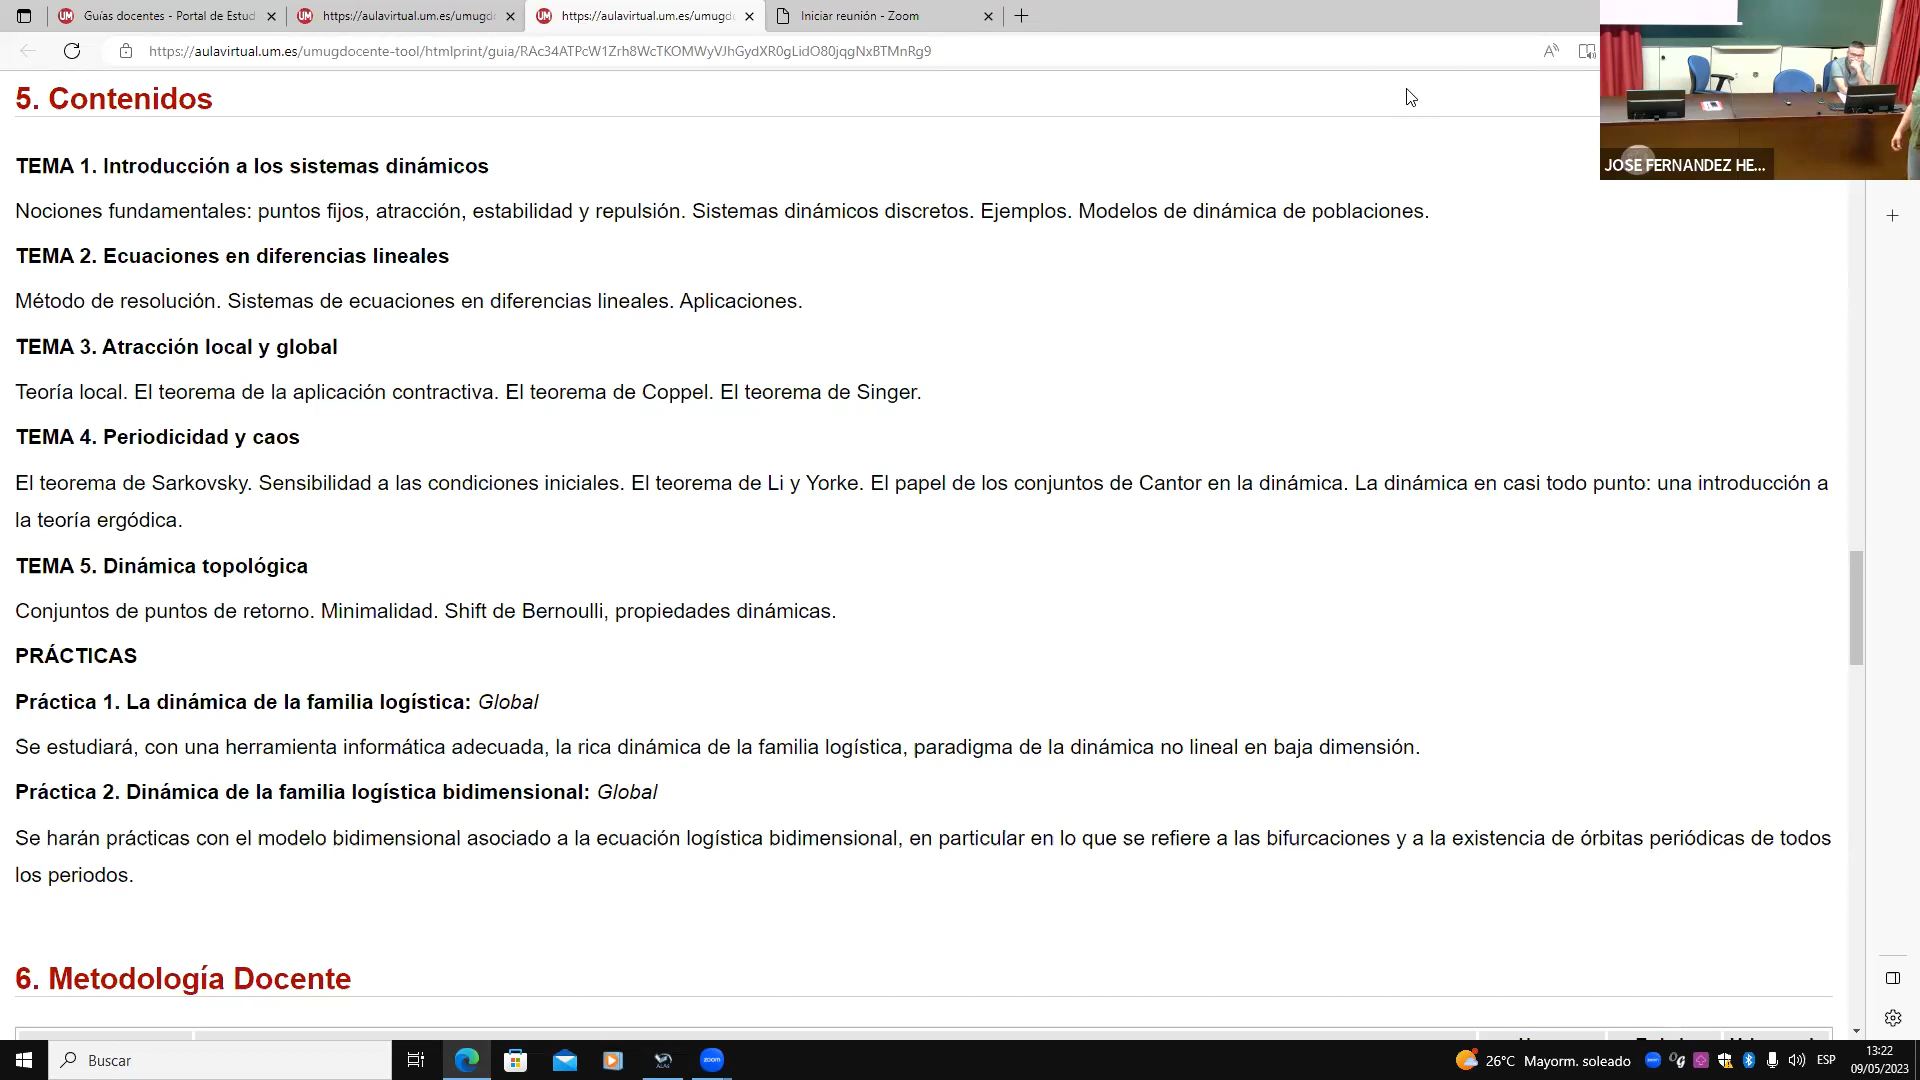 Guías docentes - Portal de Estud
https://aulavirtual.um.es/umugdo
https://aulavirtual.um.es/umugdo
Iniciar reunión - Zoom
https://aulavirtual.um.es/umugdocente-tool/htmlprint/guia/RAc34ATPcW1Zrh8WcTKOMWyVJhGydXR0gLidO80jqgNxBTMnRg9
JOSE FERNANDEZ HE...
5. Contenidos
TEMA 1. Introducción a los sistemas dinámicos
Nociones fundamentales: puntos fijos, atracción, estabilidad y repulsión. Sistemas dinámicos discretos. Ejemplos. Modelos de dinámica de poblaciones.
TEMA 2. Ecuaciones en diferencias lineales
Método de resolución. Sistemas de ecuaciones en diferencias lineales. Aplicaciones.
TEMA 3. Atracción local y global
Teoría local. El teorema de la aplicación contractiva. El teorema de Coppel. El teorema de Singer.
TEMA 4. Periodicidad y caos
El teorema de Sarkovsky. Sensibilidad a las condiciones iniciales. El teorema de Li y Yorke. El papel de los conjuntos de Cantor en la dinámica. La dinámica en casi todo punto: una introducción a
la teoría ergódica.
TEMA 5. Dinámica topológica
Conjuntos de puntos de retorno. Minimalidad. Shift de Bernoulli, propiedades dinámicas.
PRÁCTICAS
Práctica 1. La dinámica de la familia logística: Global
Se estudiará, con una herramienta informática adecuada, la rica dinámica de la familia logística, paradigma de la dinámica no lineal en baja dimensión.
Práctica 2. Dinámica de la familia logística bidimensional: Global
Se harán prácticas con el modelo bidimensional asociado a la ecuación logística bidimensional, en particular en lo que se refiere a las bifurcaciones y a la existencia de órbitas periódicas de todos
los periodos.
6. Metodología Docente
Buscar
26°C Mayorm. soleado
ESP
13:22
09/05/2023